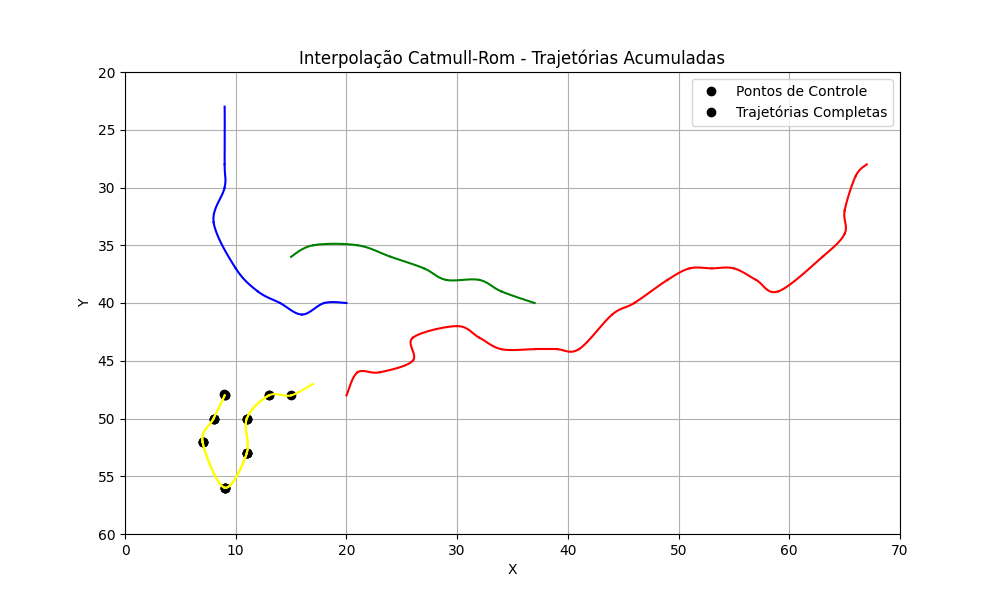 Interpolação Catmull-Rom - Trajetórias Acumuladas
Pontos de Controle
Trajetórias Completas
20
25
30
35
40
45
50
55
60
Y
0 10 20 30 40 50 60 70
X